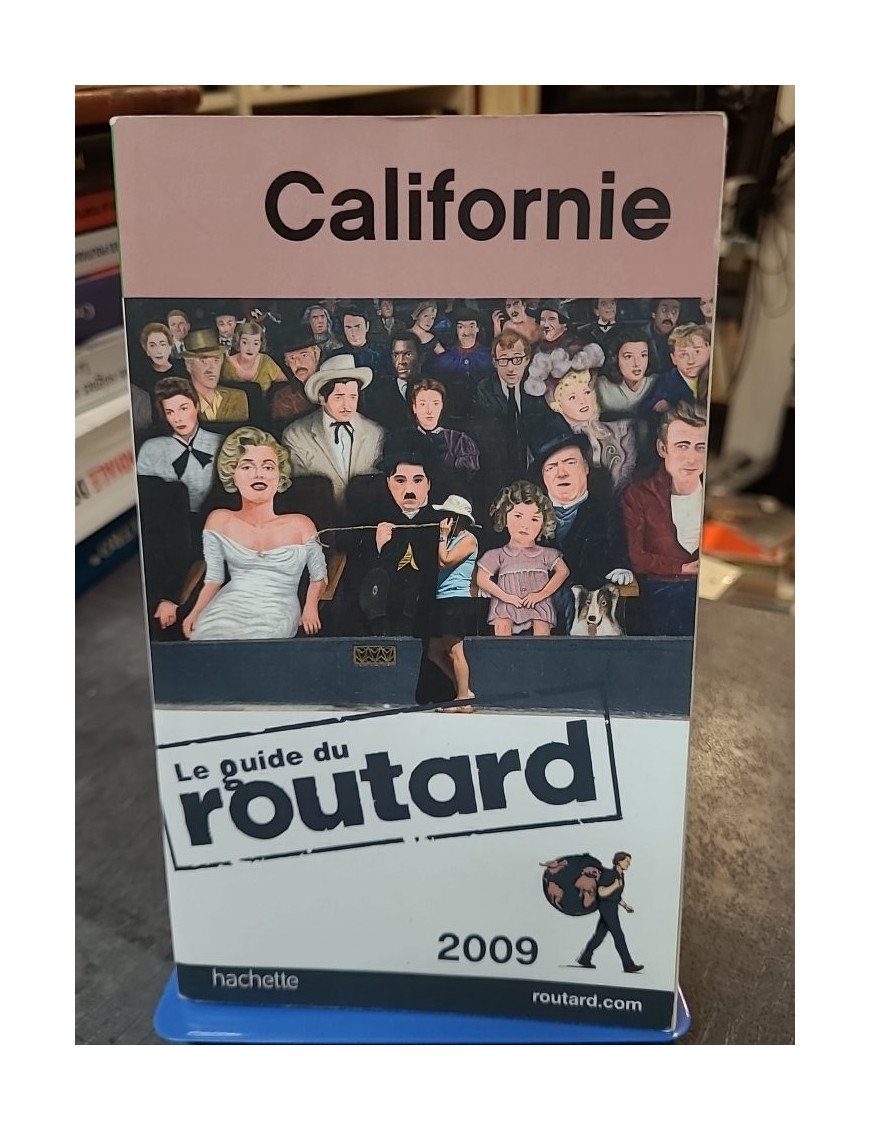 Californie
Le guide du
routard
2009
hachette
routard.com